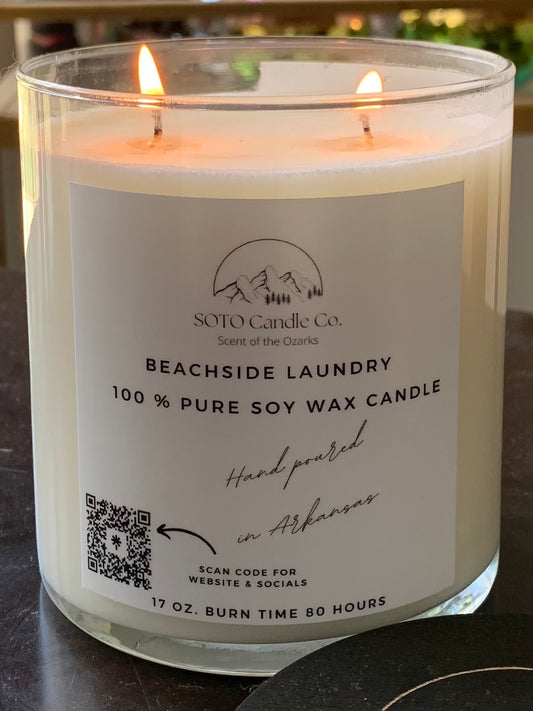 SOTO Candle Co.
Scent of the Ozarks
BEACHSIDE LAUNDRY
100 % PURE SOY WAX CANDLE
Hand poured
in Arkansas
SCAN CODE FOR
WEBSITE & SOCIALS
17 OZ. BURN TIME 80 HOURS